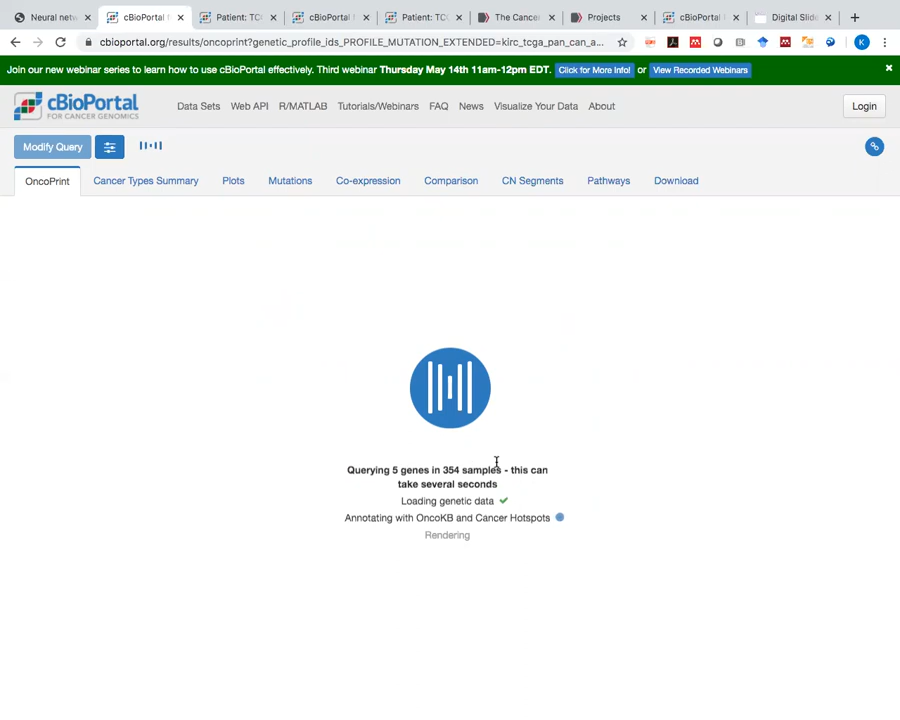 Neural netw
cBioPortal f
Patient: TC
cBioPortal f
Patient: TC
The Cancer
Projects
cBioPortal f
Digital Slid
cbioportal.org/results/oncoprint?genetic_profile_ids_PROFILE_MUTATION_EXTENDED=kirc_tcga_pan_can_a...
K
Join our new webinar series to learn how to use cBioPortal effectively. Third webinar Thursday May 14th 11am-12pm EDT. Click for More Info! or View Recorded Webinars
cBioPortal
FOR CANCER GENOMICS
Data Sets Web API R/MATLAB Tutorials/Webinars FAQ News Visualize Your Data About Login
Modify Query
OncoPrint Cancer Types Summary Plots Mutations Co-expression Comparison CN Segments Pathways Download
Querying 5 genes in 354 samples - this can
take several seconds
Loading genetic data
Annotating with OncoKB and Cancer Hotspots
Rendering